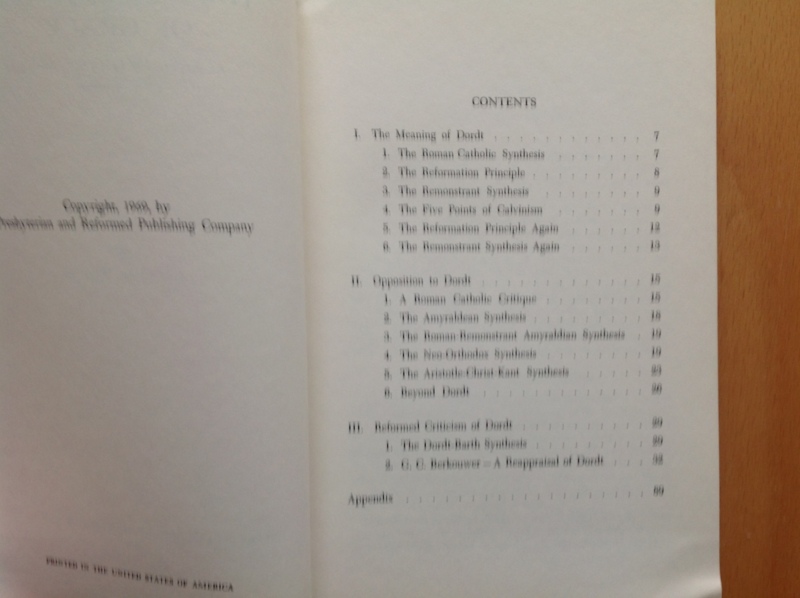 Copyright, 1969, by
Presbyterian and Reformed Publishing Company
PRINTED IN THE UNITED STATES OF AMERICA
CONTENTS
I. The Meaning of Dordt . . . . . . . . . . . . 7
1. The Roman Catholic Synthesis . . . . . . . 7
2. The Reformation Principle . . . . . . . . 8
3. The Remonstrant Synthesis . . . . . . . . 9
4. The Five Points of Calvinism . . . . . . . 9
5. The Reformation Principle Again . . . . . . 12
6. The Remonstrant Synthesis Again . . . . . . 13
II. Opposition to Dordt . . . . . . . . . . . . 15
1. A Roman Catholic Critique . . . . . . . . 15
2. The Amyraldean Synthesis . . . . . . . . 18
3. The Roman-Remonstrant Amyraldian Synthesis . 19
4. The Neo-Orthodox Synthesis . . . . . . . . 19
5. The Aristotle-Christ-Kant Synthesis . . . . . . 23
6. Beyond Dordt . . . . . . . . . . . . 26
III. Reformed Criticism of Dordt . . . . . . . . . 29
1. The Dordt-Barth Synthesis . . . . . . . . 29
2. G. C. Berkouwer – A Reappraisal of Dordt . . . 32
Appendix . . . . . . . . . . . . . . . . . .